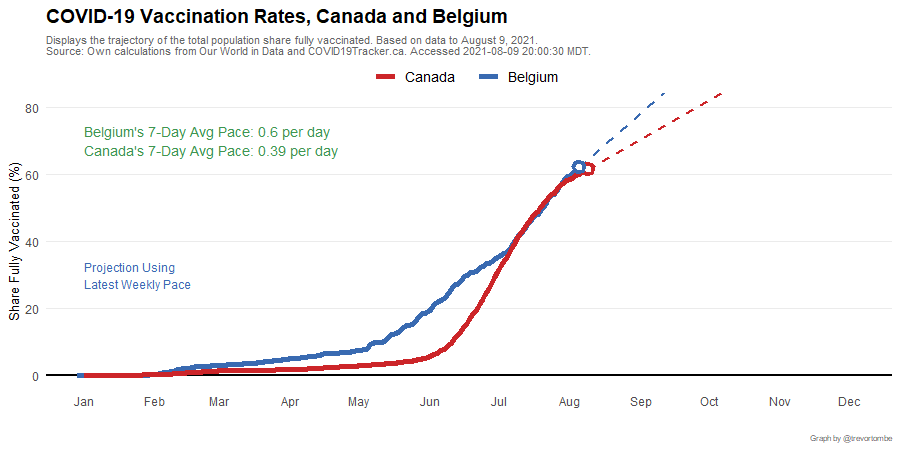 COVID-19 Vaccination Rates, Canada and Belgium
Displays the trajectory of the total population share fully vaccinated. Based on data to August 9, 2021.
Source: Own calculations from Our World in Data and COVID19Tracker.ca. Accessed 2021-08-09 20:00:30 MDT.
Canada Belgium
80
Belgium's 7-Day Avg Pace: 0.6 per day
Canada's 7-Day Avg Pace: 0.39 per day
60
Share Fully Vaccinated (%)
40
Projection Using
Latest Weekly Pace
20
0
Jan Feb Mar Apr May Jun Jul Aug Sep Oct Nov Dec
Graph by @trevortombe